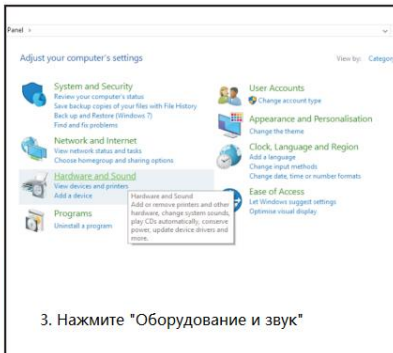 Panel >
Adjust your computer's settings
View by: Category
System and Security
Review your computer's status
Save backup copies of your files with File History
Back up and Restore (Windows 7)
Find and fix problems
Network and Internet
View network status and tasks
Choose homegroup and sharing options
Hardware and Sound
View devices and printers
Add a device
Hardware and Sound
Add or remove printers and other
hardware, change system sounds,
play CDs automatically, conserve
power, update device drivers and
more.
Programs
Uninstall a program
User Accounts
Change account type
Appearance and Personalisation
Change the theme
Clock, Language and Region
Add a language
Change input methods
Change date, time or number formats
Ease of Access
Let Windows suggest settings
Optimise visual display
3. Нажмите "Оборудование и звук"